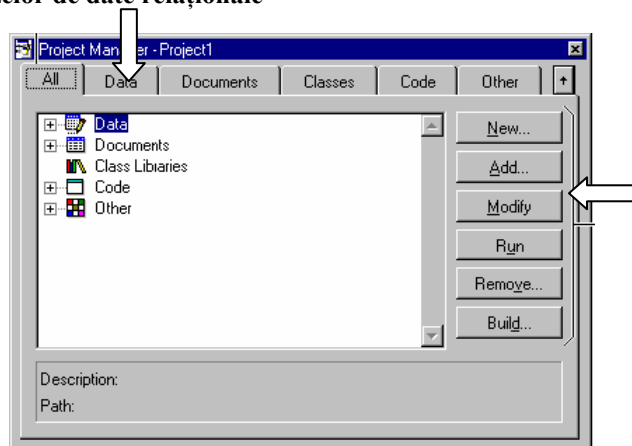 elor de date relaționale
Project Manager - Project1
All Data Documents Classes Code Other
Data
Documents
Class Libraries
Code
Other
New...
Add...
Modify
Run
Remove...
Build...
Description:
Path: